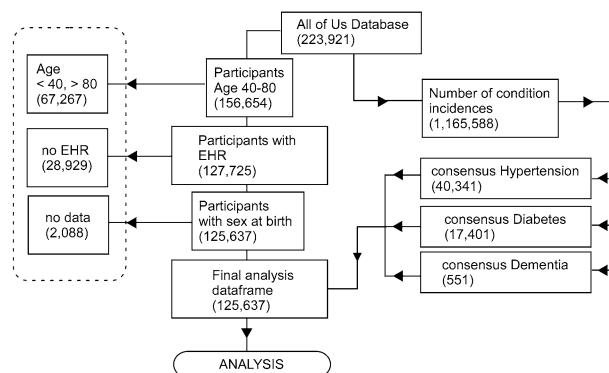 All of Us Database
(223,921)
Age
< 40, > 80
(67,267)
Participants
Age 40-80
(156,654)
Number of condition
incidences
(1,165,588)
no EHR
(28,929)
Participants with
EHR
(127,725)
consensus Hypertension
(40,341)
no data
(2,088)
Participants
with sex at birth
(125,637)
consensus Diabetes
(17,401)
Final analysis
dataframe
(125,637)
consensus Dementia
(551)
ANALYSIS